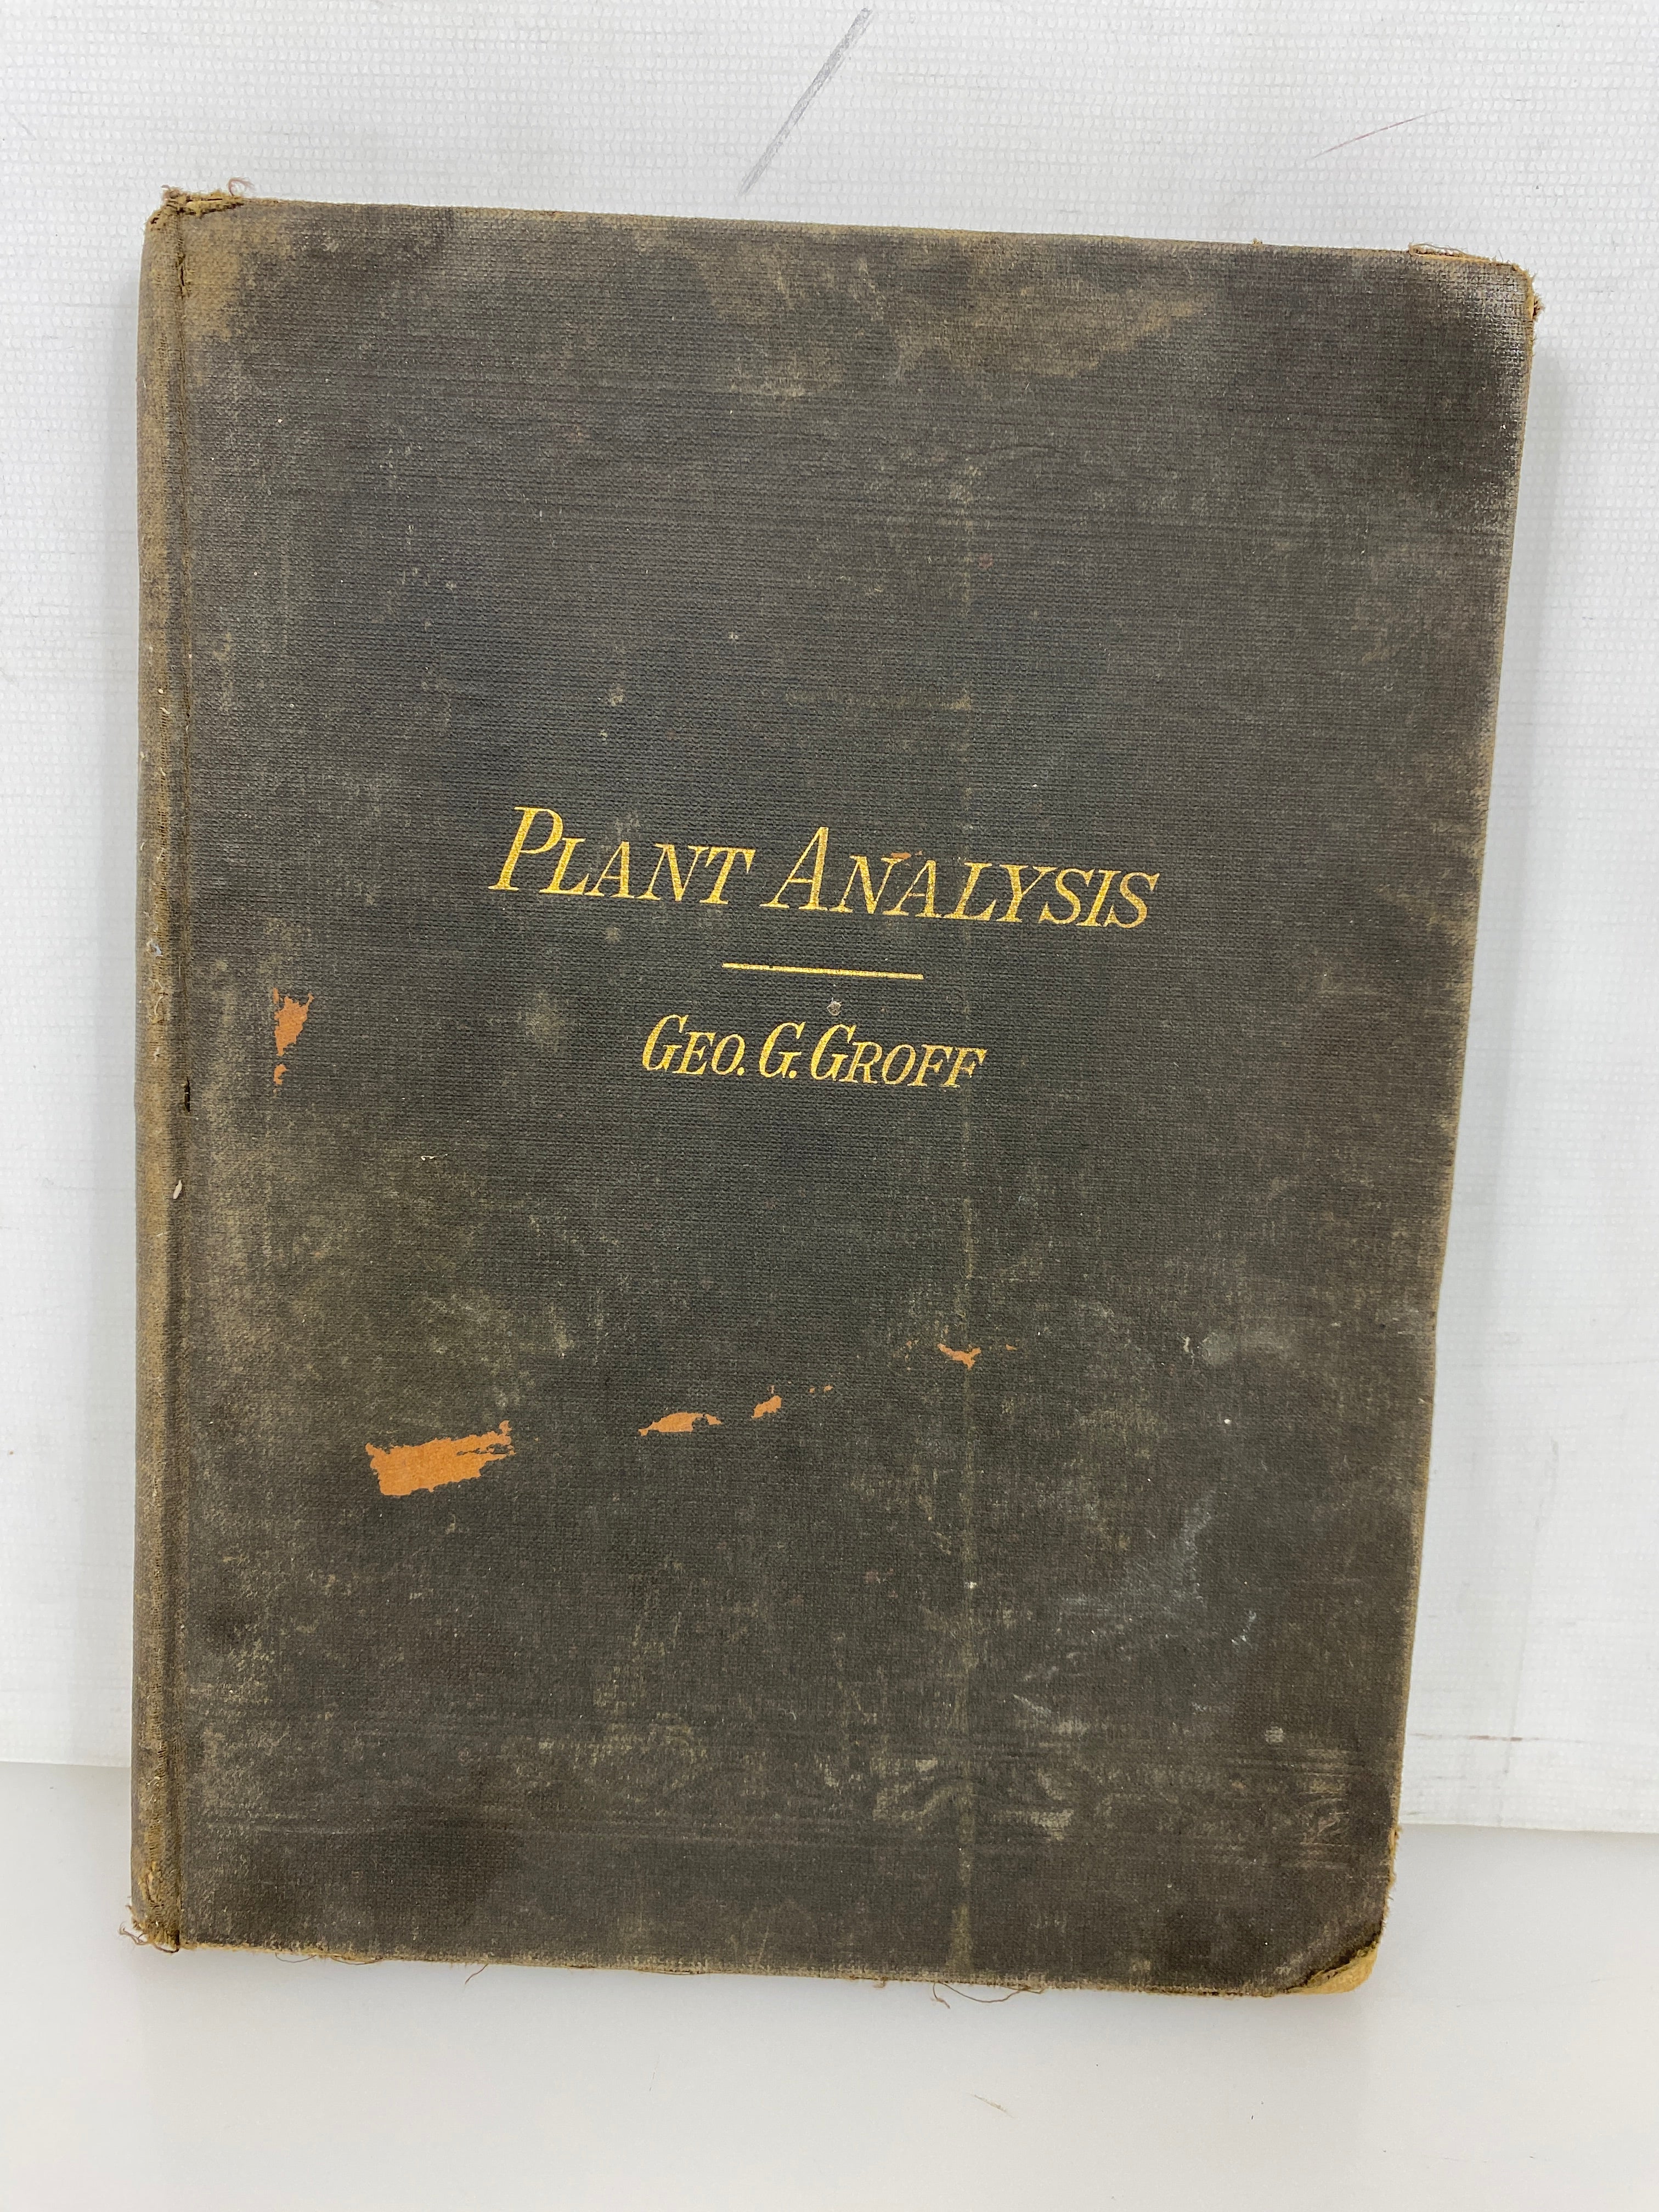 PLANT ANALYSIS
GEO. G. GROFF